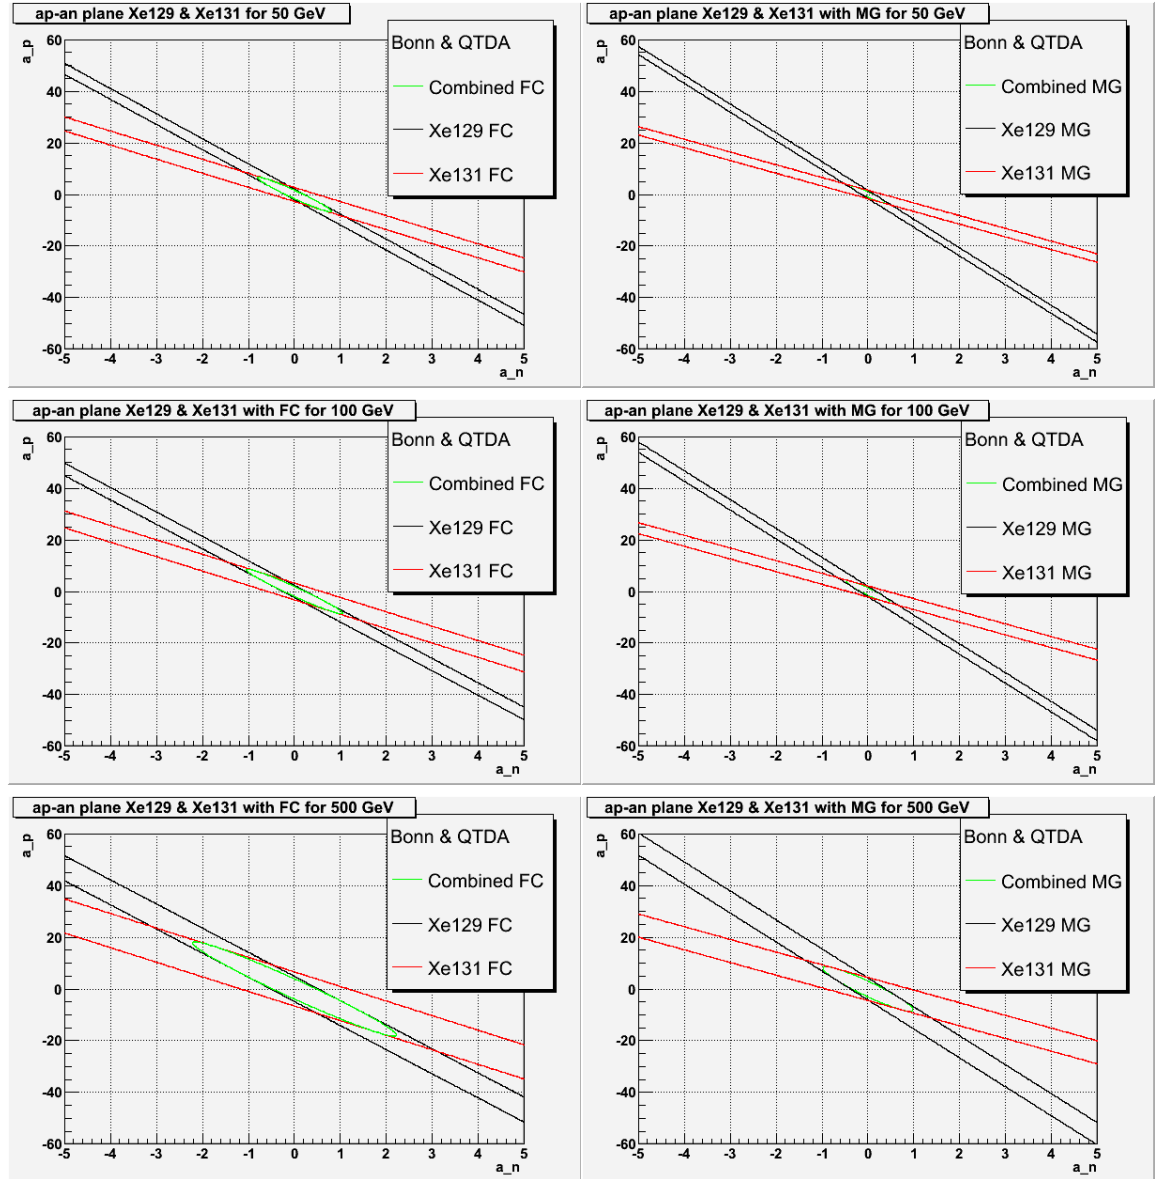 ap-an plane Xe129 & Xe131 for 50 GeV
a_p
60
40
20
0
-20
-40
-60
-5 -4 -3 -2 -1 0 1 2 3 4 5
a_n
Bonn & QTDA
Combined FC
Xe129 FC
Xe131 FC
ap-an plane Xe129 & Xe131 with MG for 50 GeV
a_p
60
40
20
0
-20
-40
-60
-5 -4 -3 -2 -1 0 1 2 3 4 5
a_n
Bonn & QTDA
Combined MG
Xe129 MG
Xe131 MG
ap-an plane Xe129 & Xe131 with FC for 100 GeV
a_p
60
40
20
0
-20
-40
-60
-5 -4 -3 -2 -1 0 1 2 3 4 5
a_n
Bonn & QTDA
Combined FC
Xe129 FC
Xe131 FC
ap-an plane Xe129 & Xe131 with MG for 100 GeV
a_p
60
40
20
0
-20
-40
-60
-5 -4 -3 -2 -1 0 1 2 3 4 5
a_n
Bonn & QTDA
Combined MG
Xe129 MG
Xe131 MG
ap-an plane Xe129 & Xe131 with FC for 500 GeV
a_p
60
40
20
0
-20
-40
-60
-5 -4 -3 -2 -1 0 1 2 3 4 5
a_n
Bonn & QTDA
Combined FC
Xe129 FC
Xe131 FC
ap-an plane Xe129 & Xe131 with MG for 500 GeV
a_p
60
40
20
0
-20
-40
-60
-5 -4 -3 -2 -1 0 1 2 3 4 5
a_n
Bonn & QTDA
Combined MG
Xe129 MG
Xe131 MG